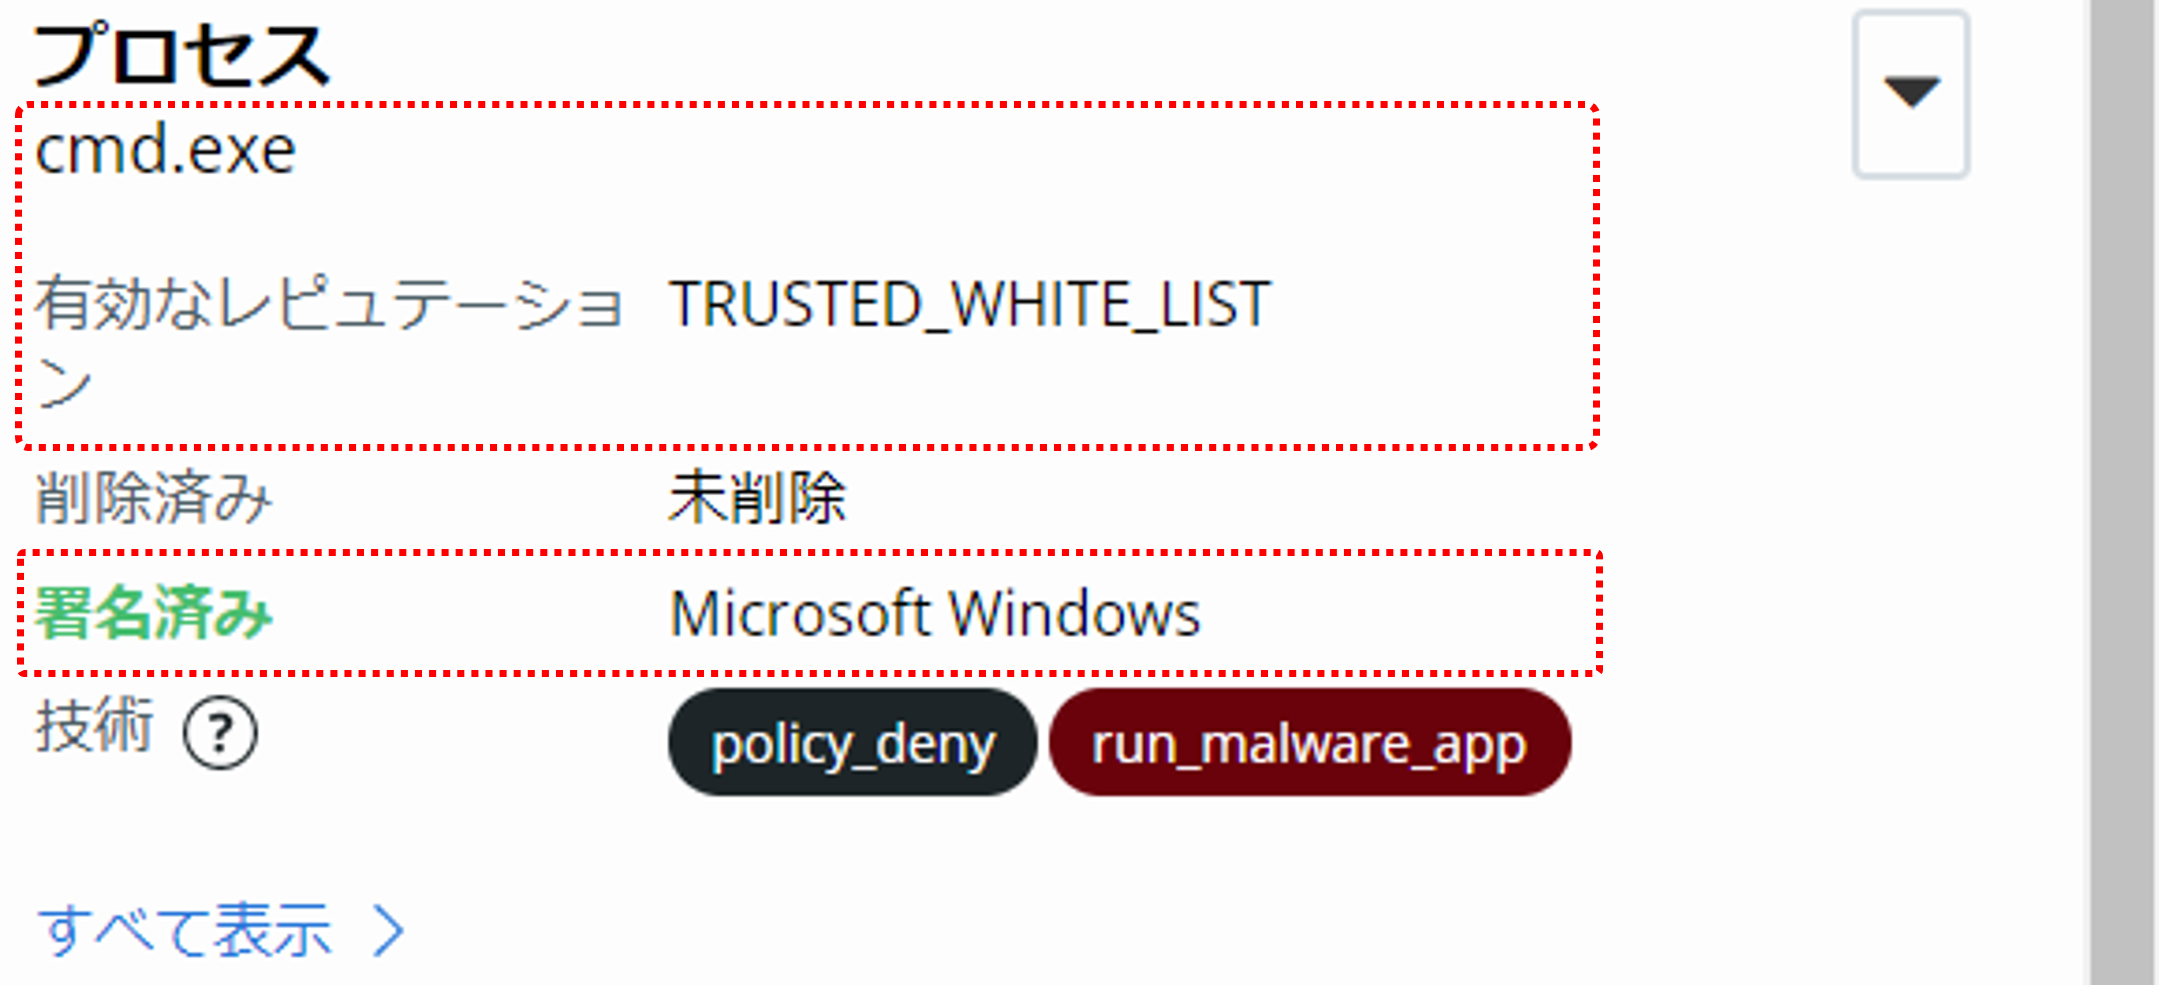 プロセス
cmd.exe
有効なレピュテーショ TRUSTED_WHITE_LIST
ン
削除済み 未削除
署名済み Microsoft Windows
技術 ? policy_deny run_malware_app
すべて表示